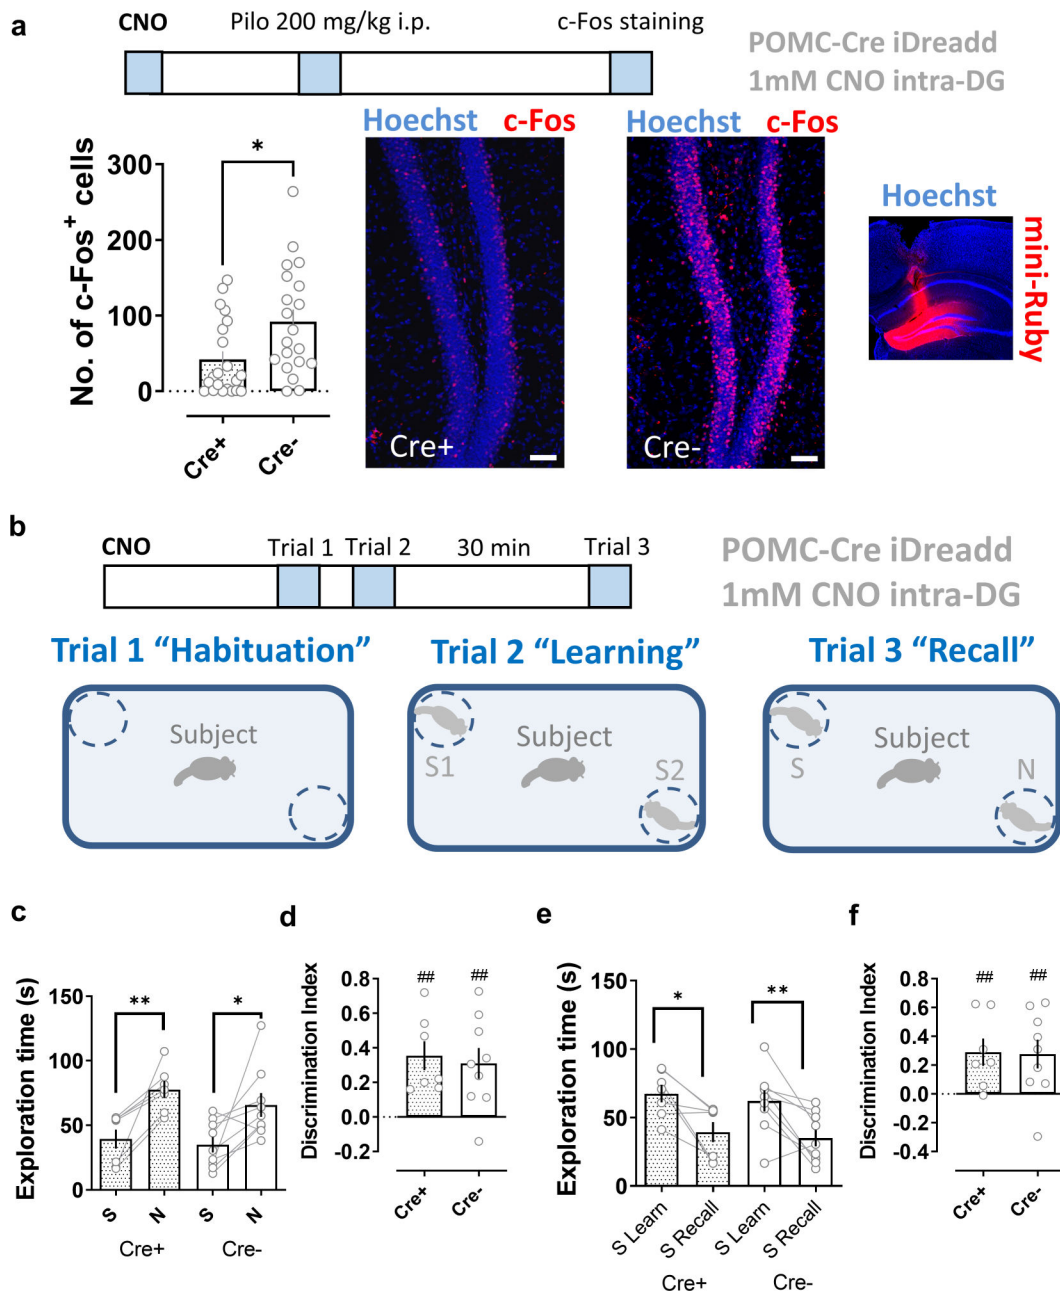 a
CNO
Pilo 200 mg/kg i.p.
c-Fos staining
POMC-Cre iDreadd
1mM CNO intra-DG
No. of c-Fos+ cells
300
200
100
0
*
Cre+
Cre-
Hoechst c-Fos
Cre+
Hoechst c-Fos
Cre-
Hoechst
mini-Ruby
b
CNO
Trial 1
Trial 2
30 min
Trial 3
POMC-Cre iDreadd
1mM CNO intra-DG
Trial 1 “Habituation”
Trial 2 “Learning”
Trial 3 “Recall”
Subject
Subject
S1
S2
Subject
S
N
c
Exploration time (s)
150
100
50
0
**
*
S
N
S
N
Cre+
Cre-
d
Discrimination Index
0.8
0.6
0.4
0.2
0.0
-0.2
##
##
Cre+
Cre-
e
Exploration time (s)
150
100
50
0
*
**
S Learn
S Recall
S Learn
S Recall
Cre+
Cre-
f
Discrimination Index
0.8
0.6
0.4
0.2
0.0
-0.2
-0.4
##
##
Cre+
Cre-